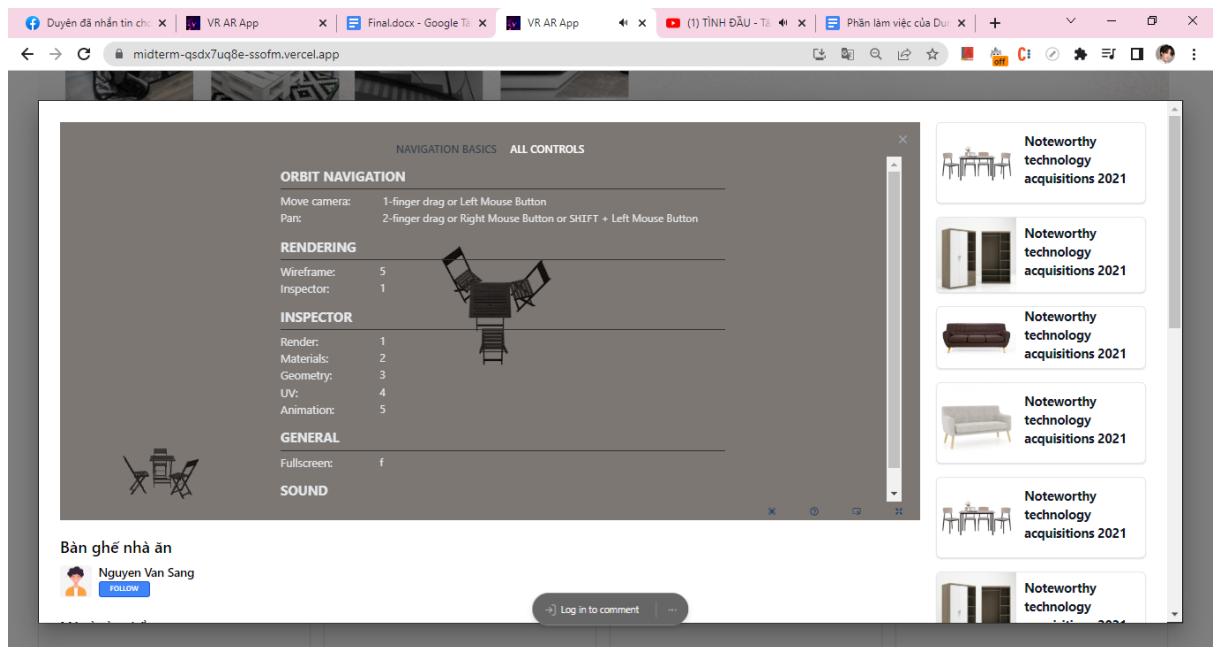 Duyên đã nhắn tin cho
VR AR App
Final.docx - Google Tà
VR AR App
(1) TÌNH ĐẦU - Tă
Phần làm việc của Du
midterm-qsdx7uq8e-ssofm.vercel.app
off
NAVIGATION BASICS ALL CONTROLS
ORBIT NAVIGATION
Move camera: 1-finger drag or Left Mouse Button
Pan: 2-finger drag or Right Mouse Button or SHIFT + Left Mouse Button
RENDERING
Wireframe: 5
Inspector: 1
INSPECTOR
Render: 1
Materials: 2
Geometry: 3
UV: 4
Animation: 5
GENERAL
Fullscreen: f
SOUND
Bàn ghế nhà ăn
Nguyen Van Sang
FOLLOW
Log in to comment
Noteworthy
technology
acquisitions 2021
Noteworthy
technology
acquisitions 2021
Noteworthy
technology
acquisitions 2021
Noteworthy
technology
acquisitions 2021
Noteworthy
technology
acquisitions 2021
Noteworthy
technology